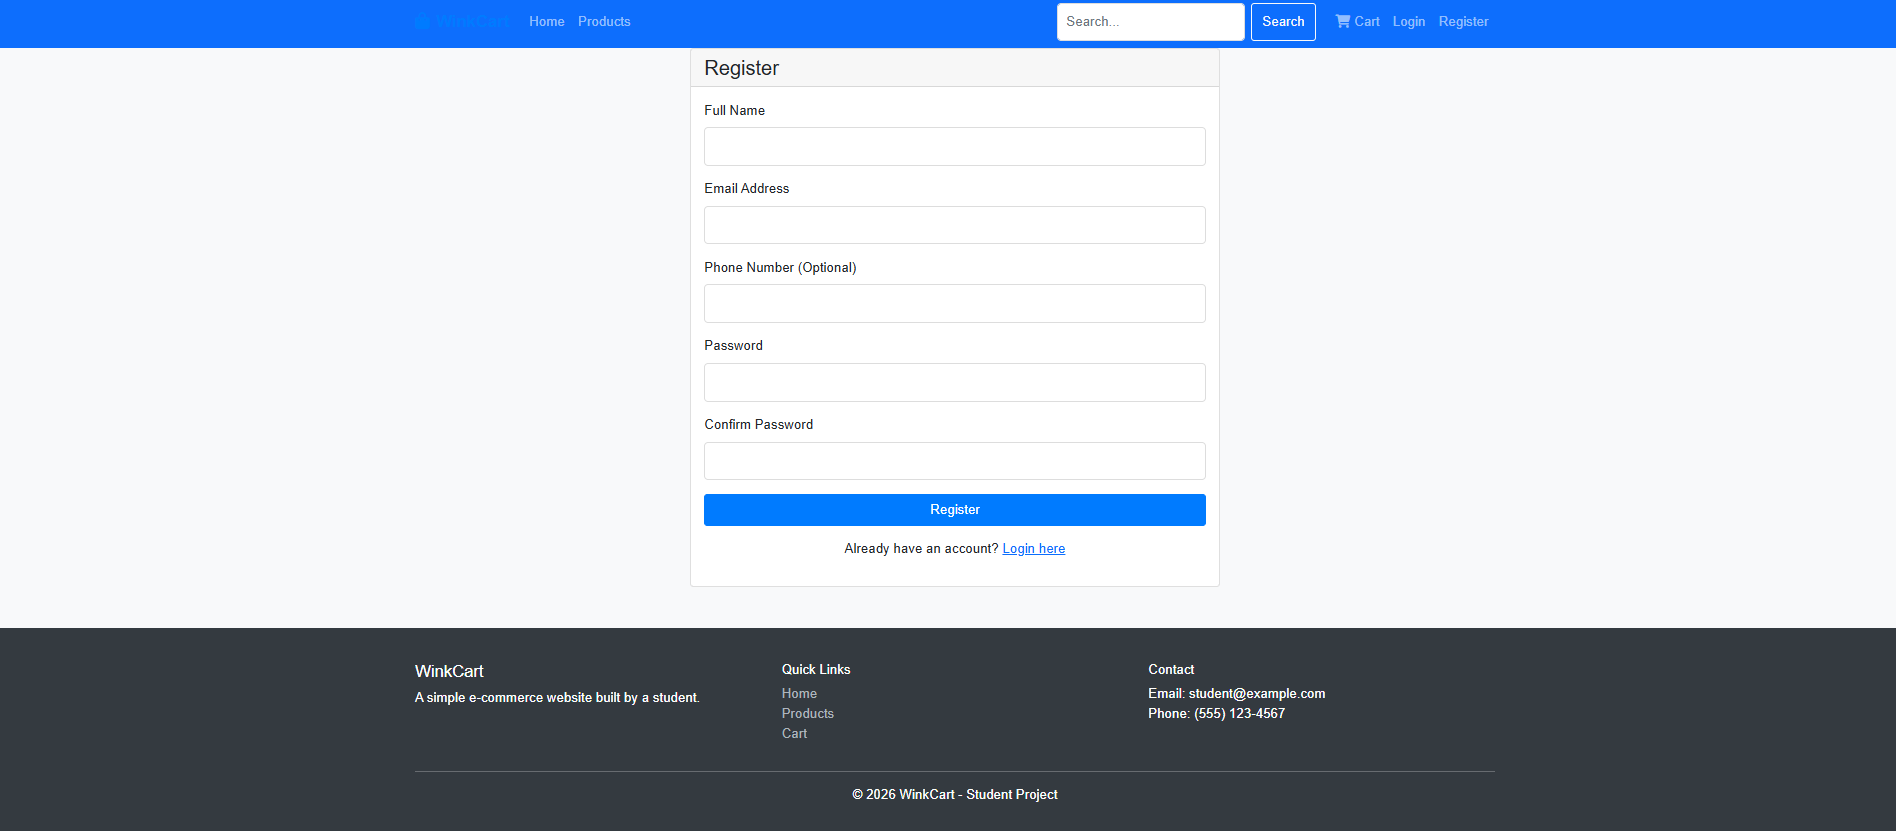 WinkCart Home Products Search... Search Cart Login Register
Register
Full Name
Email Address
Phone Number (Optional)
Password
Confirm Password
Register
Already have an account? Login here
WinkCart
A simple e-commerce website built by a student.
Quick Links
Home
Products
Cart
Contact
Email: student@example.com
Phone: (555) 123-4567
© 2026 WinkCart - Student Project